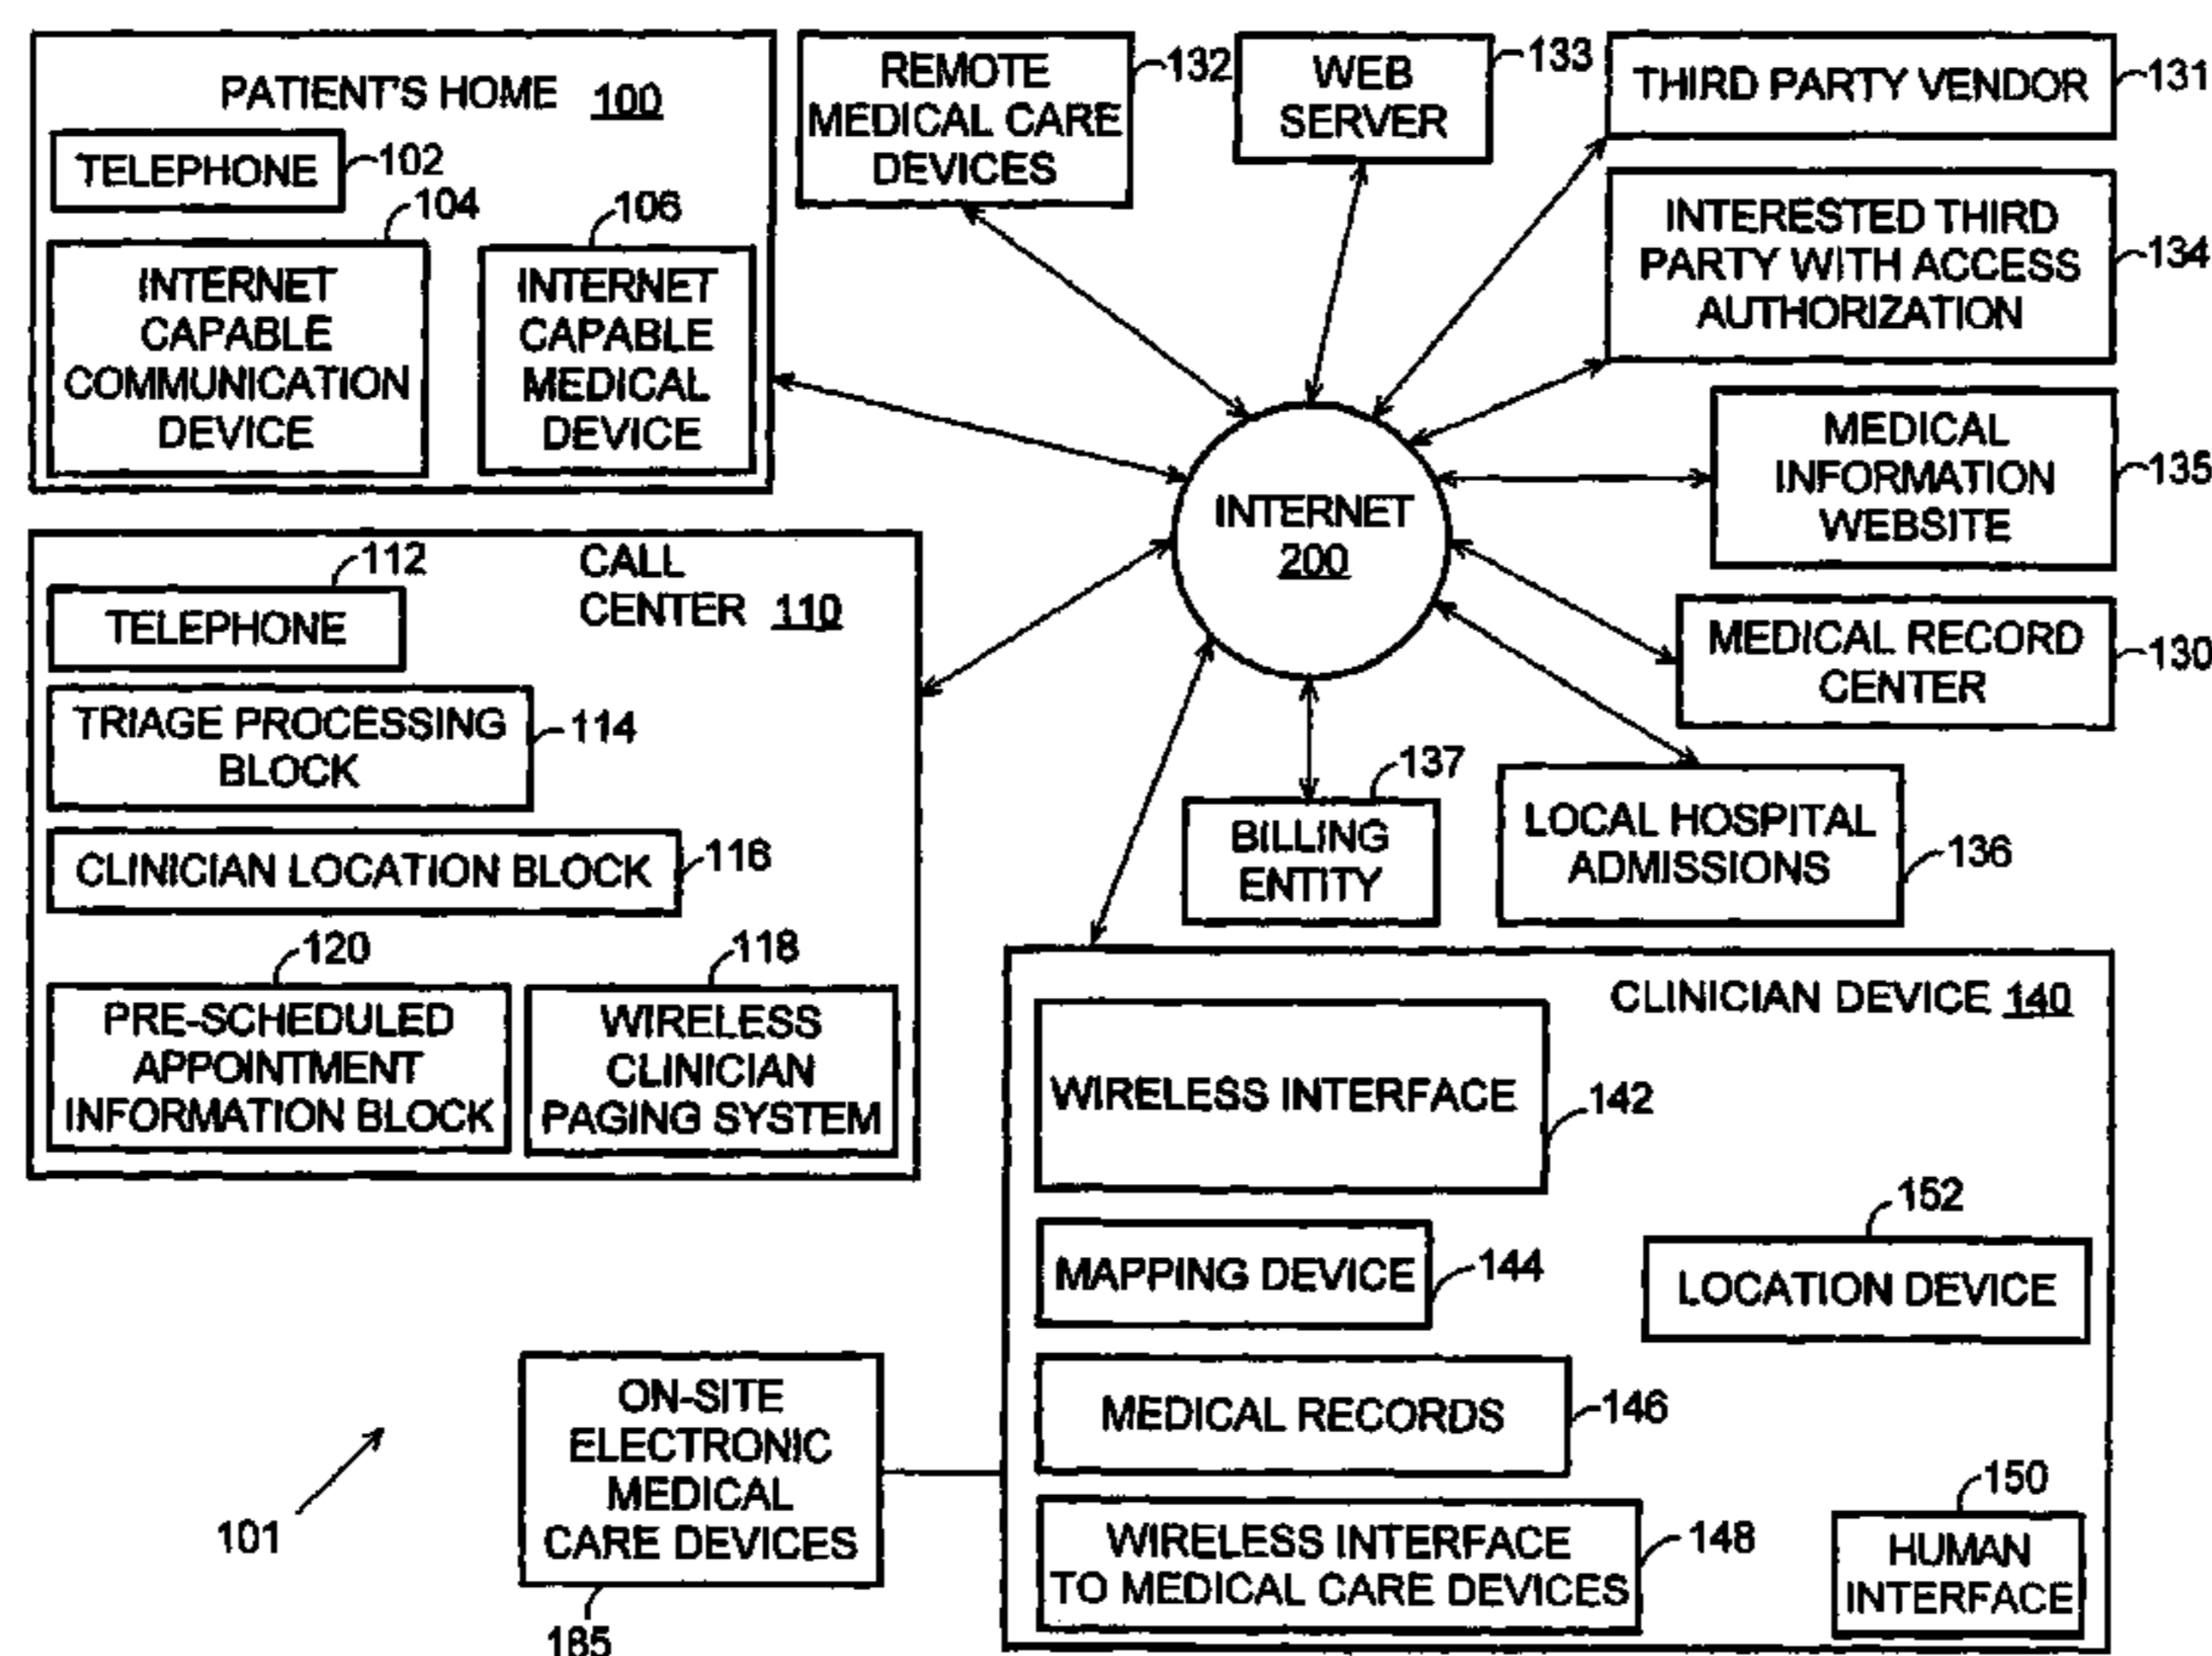 PATIENT'S HOME 100
TELEPHONE
102
104
INTERNET
CAPABLE
COMMUNICATION
DEVICE
106
INTERNET
CAPABLE
MEDICAL
DEVICE
REMOTE
MEDICAL CARE
DEVICES
132
WEB
SERVER
133
THIRD PARTY VENDOR
131
INTERESTED THIRD
PARTY WITH ACCESS
AUTHORIZATION
134
MEDICAL
INFORMATION
WEBSITE
135
INTERNET
200
MEDICAL RECORD
CENTER
130
LOCAL HOSPITAL
ADMISSIONS
136
137
BILLING
ENTITY
CALL
CENTER 110
112
TELEPHONE
TRIAGE PROCESSING
BLOCK
114
CLINICIAN LOCATION BLOCK
116
120
PRE-SCHEDULED
APPOINTMENT
INFORMATION BLOCK
118
WIRELESS
CLINICIAN
PAGING SYSTEM
CLINICIAN DEVICE 140
WIRELESS INTERFACE
142
MAPPING DEVICE
144
152
LOCATION DEVICE
MEDICAL RECORDS
146
WIRELESS INTERFACE
TO MEDICAL CARE DEVICES
148
150
HUMAN
INTERFACE
ON-SITE
ELECTRONIC
MEDICAL
CARE DEVICES
185
101